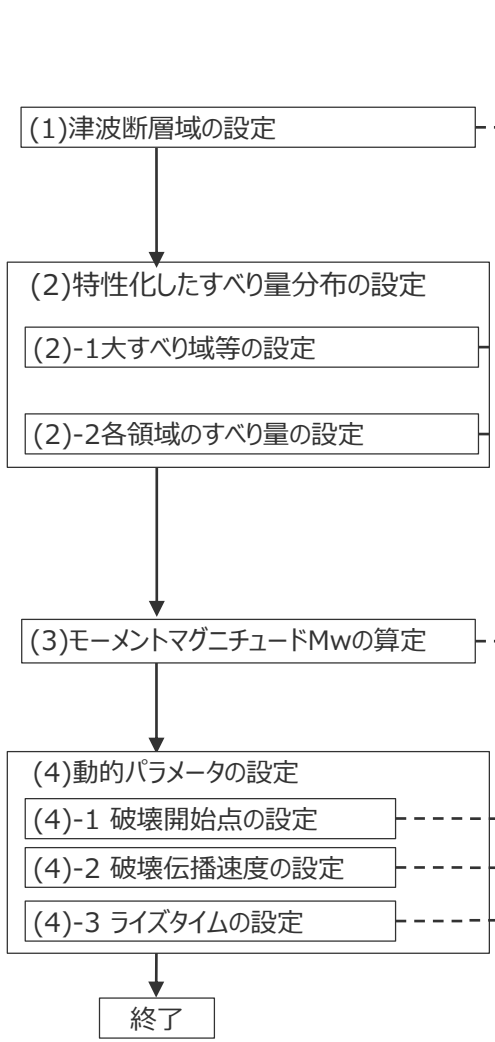 (1)津波断層域の設定
(2)特性化したすべり量分布の設定
(2)-1大すべり域等の設定
(2)-2各領域のすべり量の設定
(3)モーメントマグニチュードMwの算定
(4)動的パラメータの設定
(4)-1 破壊開始点の設定
(4)-2 破壊伝播速度の設定
(4)-3 ライズタイムの設定
終了